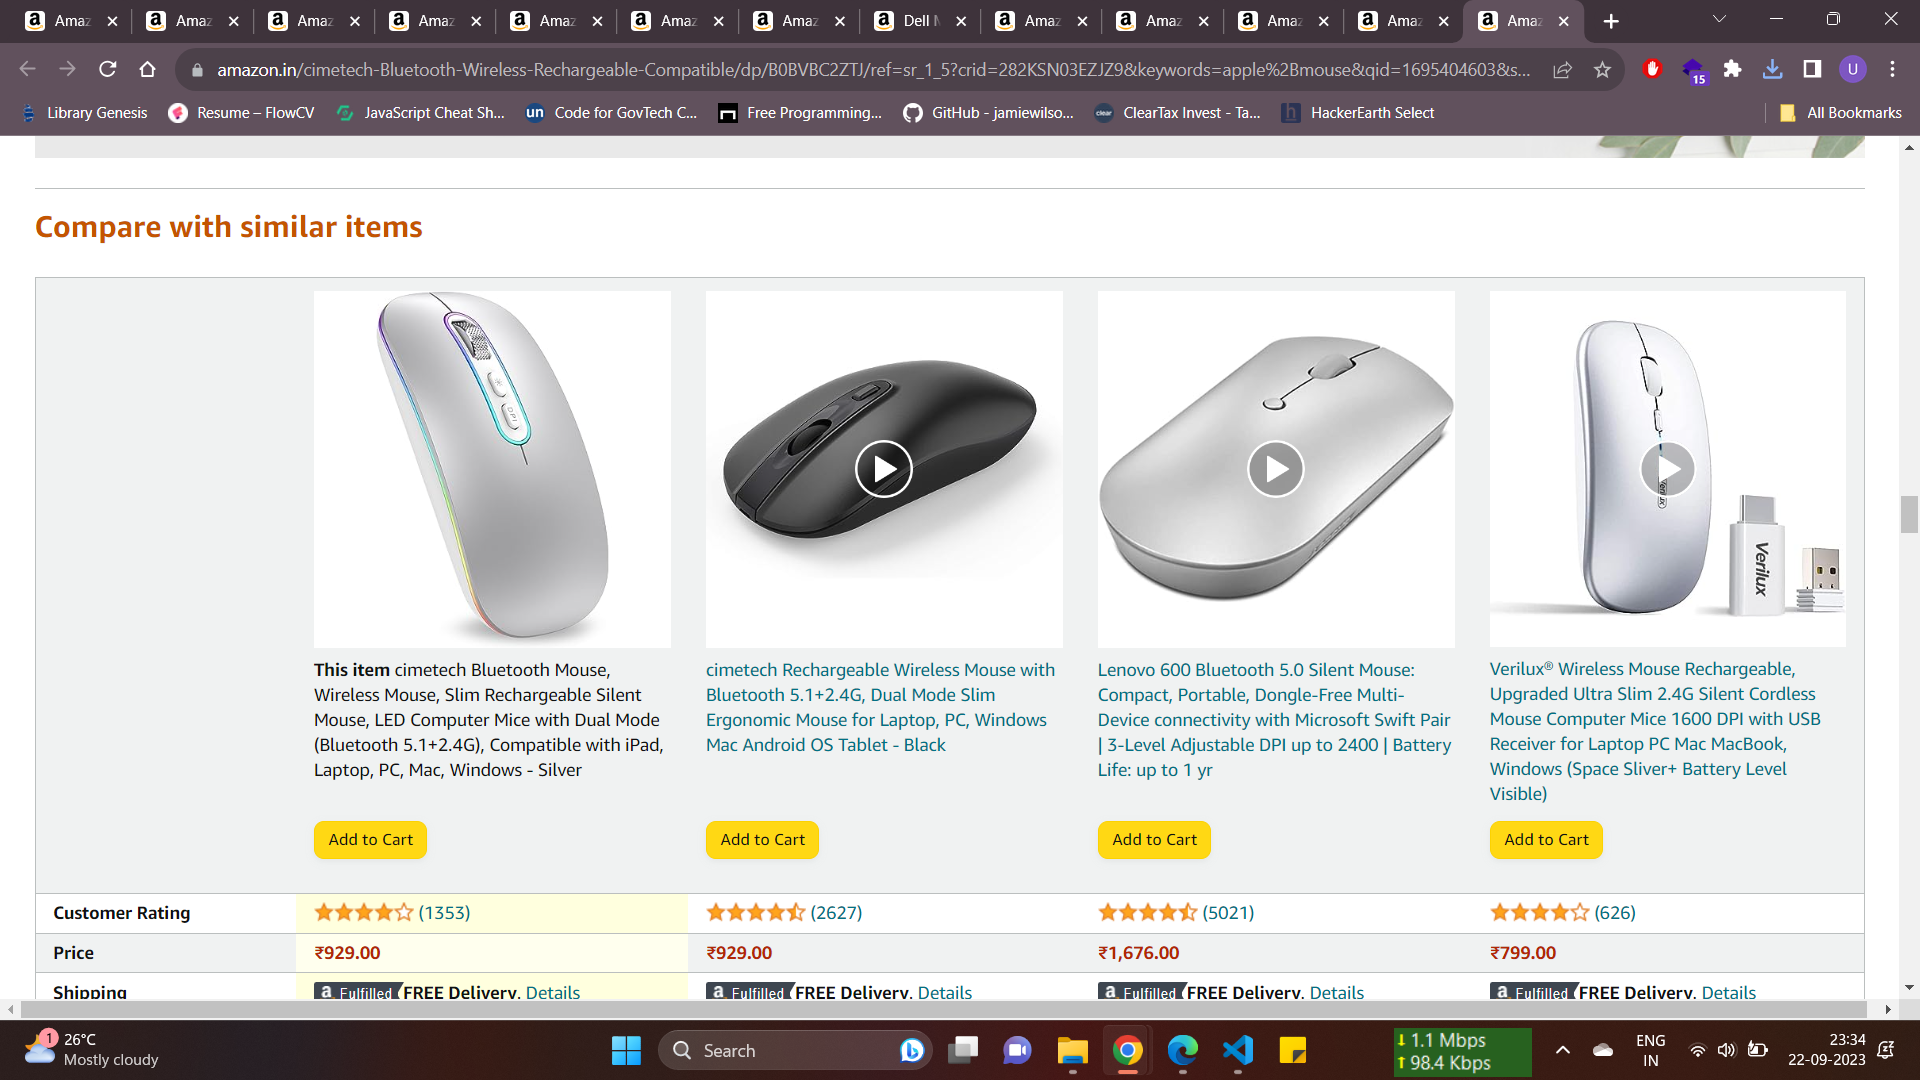 Amaz
Amaz
Amaz
Amaz
Amaz
Amaz
Amaz
Dell
Amaz
Amaz
Amaz
Amaz
Amaz
amazon.in/cimetech-Bluetooth-Wireless-Rechargeable-Compatible/dp/B0BVBC2ZTJ/ref=sr_1_5?crid=282KSN03EZJZ9&keywords=apple%2Bmouse&qid=1695404603&s...
15
U
Library Genesis
Resume – FlowCV
JavaScript Cheat Sh...
un
Code for GovTech C...
Free Programming...
GitHub - jamiewilso...
clear
ClearTax Invest - Ta...
h
HackerEarth Select
All Bookmarks
Compare with similar items
DPI
Verilux
Verilux
This item cimetech Bluetooth Mouse,
Wireless Mouse, Slim Rechargeable Silent
Mouse, LED Computer Mice with Dual Mode
(Bluetooth 5.1+2.4G), Compatible with iPad,
Laptop, PC, Mac, Windows - Silver
cimetech Rechargeable Wireless Mouse with
Bluetooth 5.1+2.4G, Dual Mode Slim
Ergonomic Mouse for Laptop, PC, Windows
Mac Android OS Tablet - Black
Lenovo 600 Bluetooth 5.0 Silent Mouse:
Compact, Portable, Dongle-Free Multi-
Device connectivity with Microsoft Swift Pair
| 3-Level Adjustable DPI up to 2400 | Battery
Life: up to 1 yr
Verilux® Wireless Mouse Rechargeable,
Upgraded Ultra Slim 2.4G Silent Cordless
Mouse Computer Mice 1600 DPI with USB
Receiver for Laptop PC Mac MacBook,
Windows (Space Sliver+ Battery Level
Visible)
Add to Cart
Add to Cart
Add to Cart
Add to Cart
Customer Rating
(1353)
(2627)
(5021)
(626)
Price
₹929.00
₹929.00
₹1,676.00
₹799.00
Shipping
a Fulfilled FREE Delivery. Details
a Fulfilled FREE Delivery. Details
a Fulfilled FREE Delivery. Details
a Fulfilled FREE Delivery. Details
1
26°C
Mostly cloudy
Search
1.1 Mbps
98.4 Kbps
ENG
IN
23:34
22-09-2023